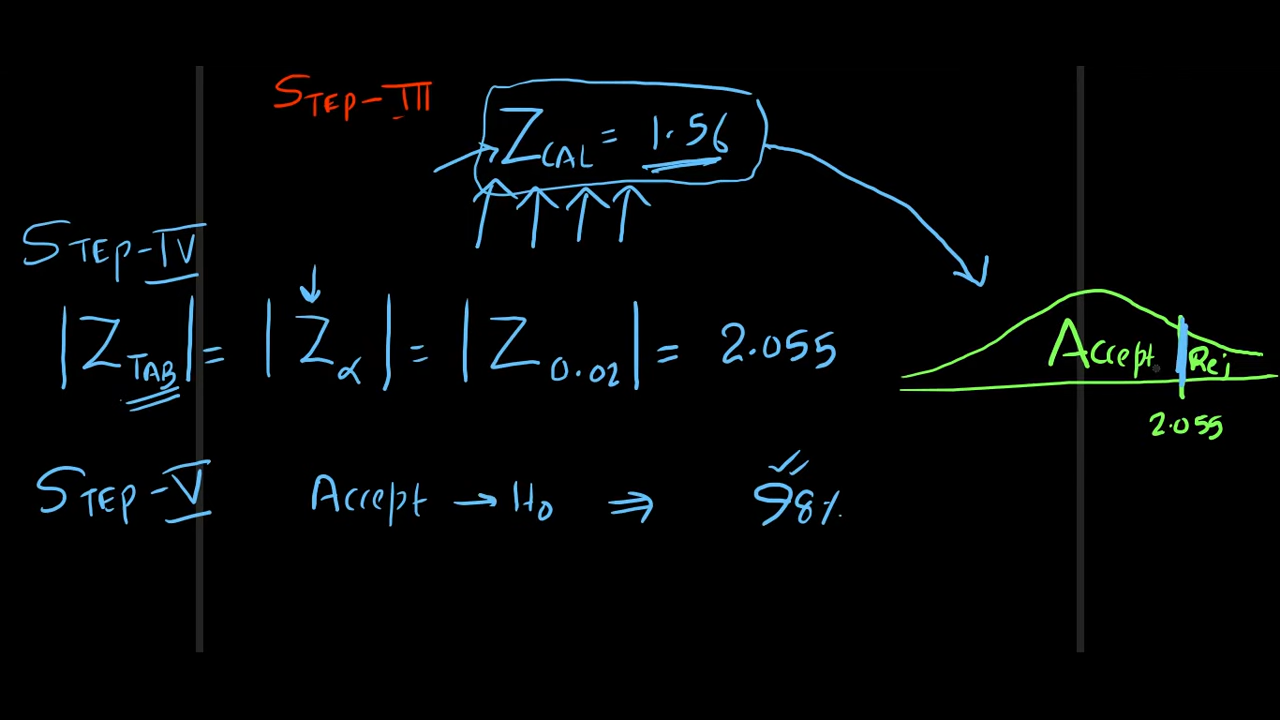 STEP-III
ZCAL = 1.56
STEP-IV
|ZTAB| = |Zα| = |Z0.02| = 2.055
Accept Rej
2.055
STEP-V Accept → H0 ⇒ 98%